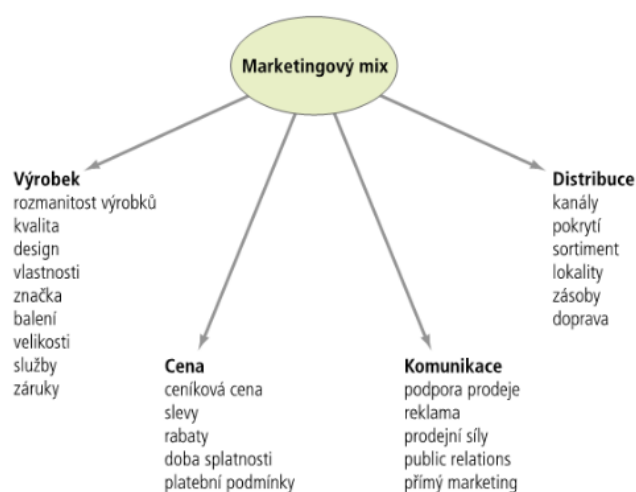 Marketingový mix
Výrobek
rozmanitost výrobků
kvalita
design
vlastnosti
značka
balení
velikosti
služby
záruky
Cena
ceníková cena
slevy
rabaty
doba splatnosti
platební podmínky
Komunikace
podpora prodeje
reklama
prodejní síly
public relations
přímý marketing
Distribuce
kanály
pokrytí
sortiment
lokality
zásoby
doprava